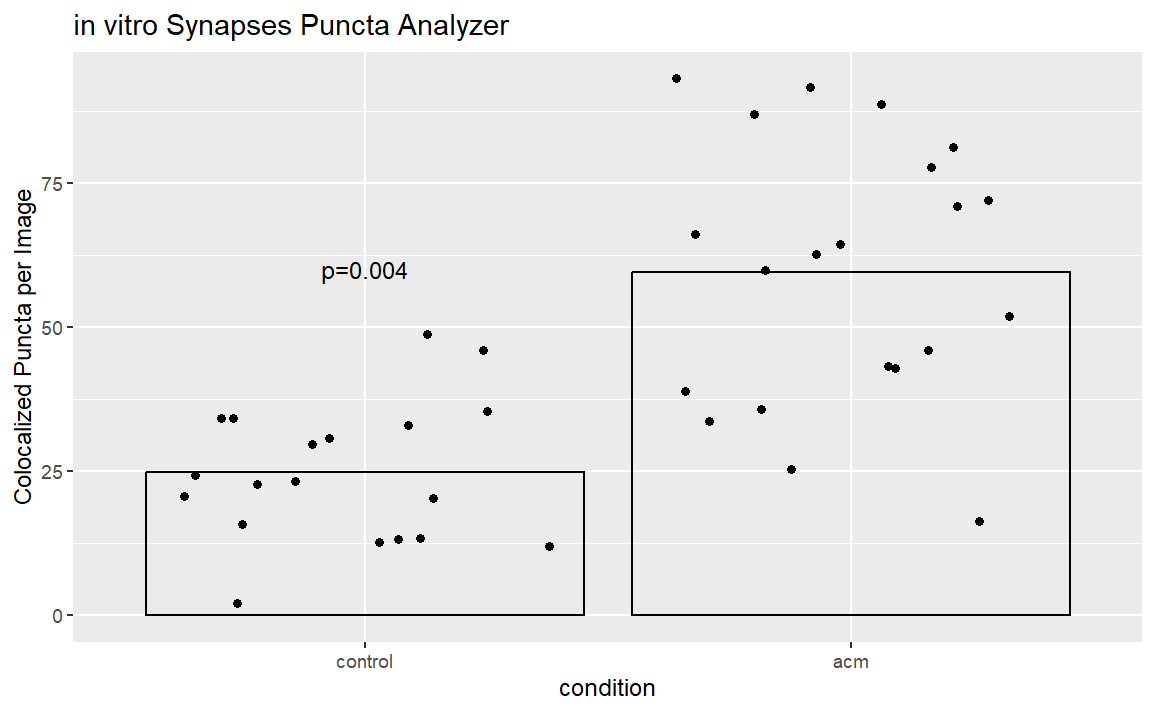 in vitro Synapses Puncta Analyzer
Colocalized Puncta per Image
75
50
25
0
p=0.004
control
acm
condition